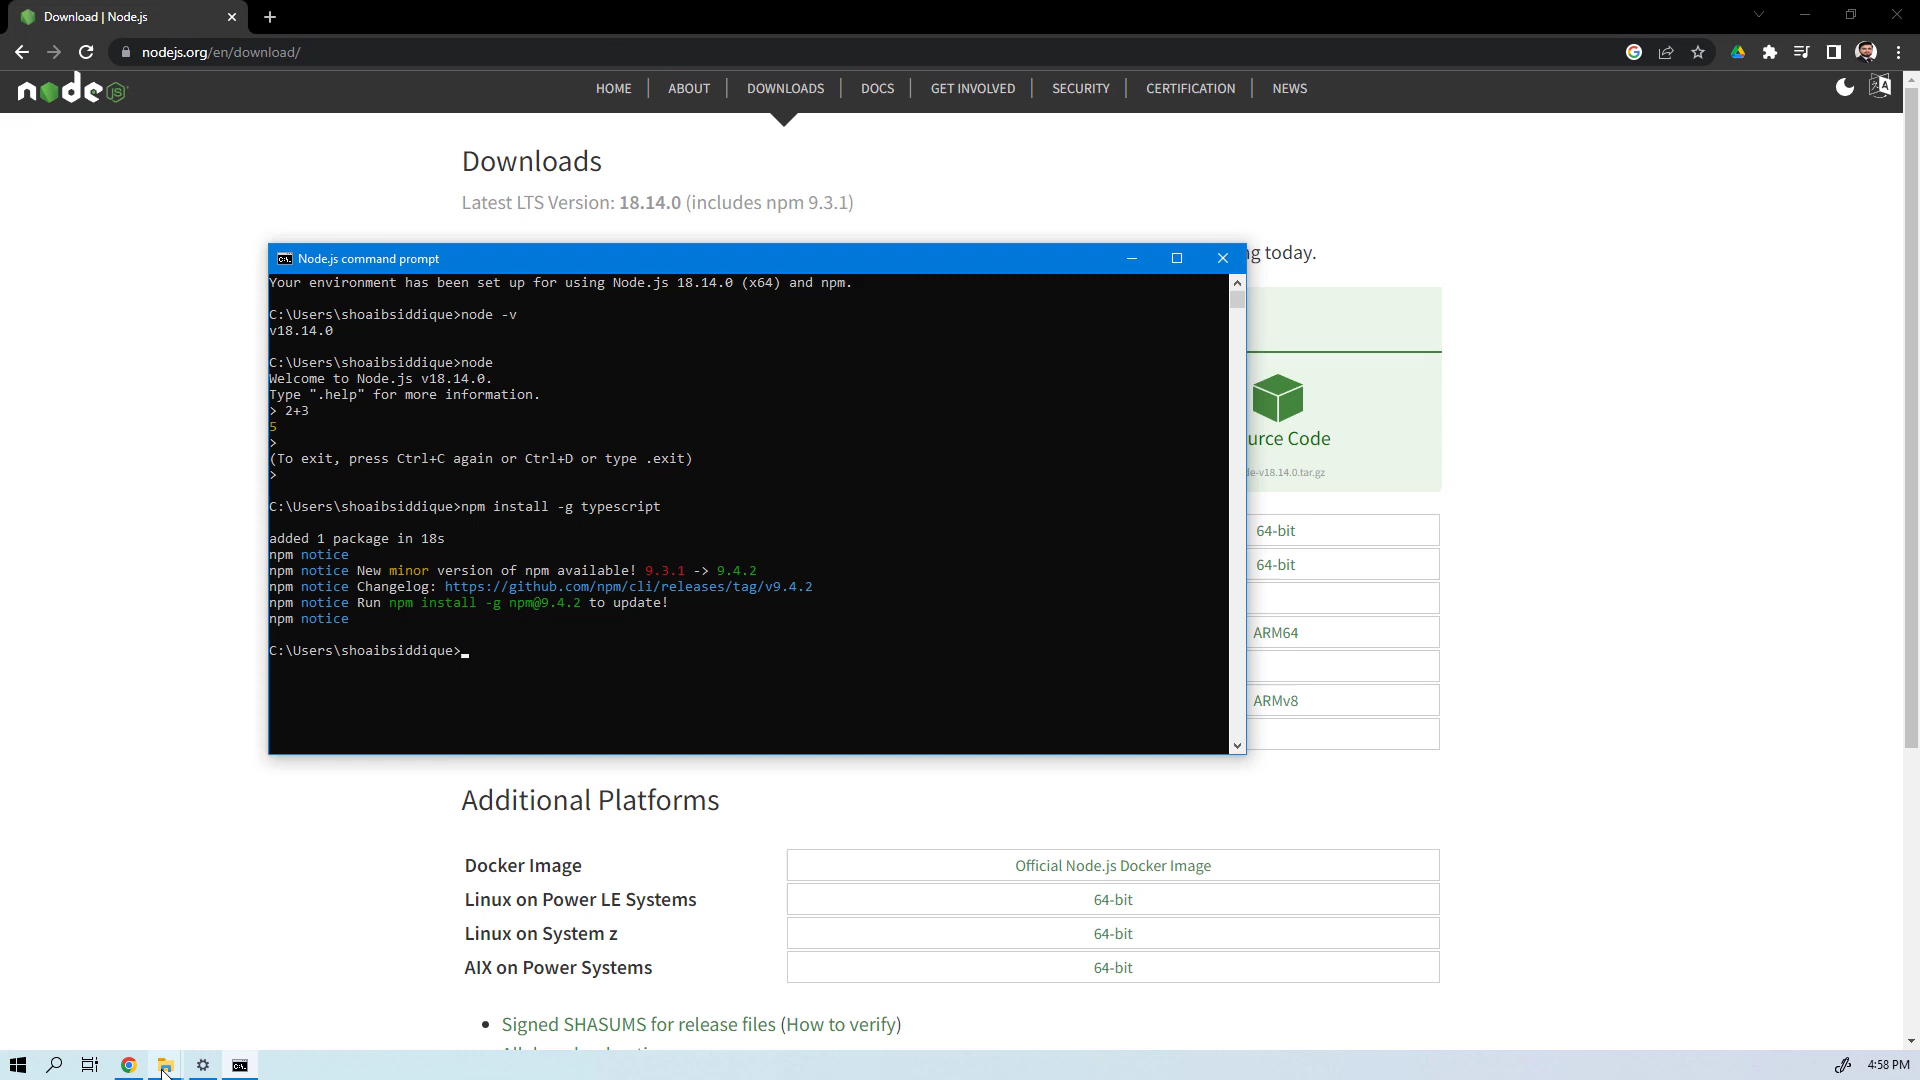 Download | Node.js
nodejs.org/en/download/
node JS
HOME ABOUT DOWNLOADS DOCS GET INVOLVED SECURITY CERTIFICATION NEWS
Downloads
Latest LTS Version: 18.14.0 (includes npm 9.3.1)
ng today.
Node.js command prompt
Your environment has been set up for using Node.js 18.14.0 (x64) and npm.
C:\Users\shoaibsiddique>node -v
v18.14.0
C:\Users\shoaibsiddique>node
Welcome to Node.js v18.14.0.
Type ".help" for more information.
> 2+3
5
>
(To exit, press Ctrl+C again or Ctrl+D or type .exit)
>
C:\Users\shoaibsiddique>npm install -g typescript
added 1 package in 18s
npm notice
npm notice New minor version of npm available! 9.3.1 -> 9.4.2
npm notice Changelog: https://github.com/npm/cli/releases/tag/v9.4.2
npm notice Run npm install -g npm@9.4.2 to update!
npm notice
C:\Users\shoaibsiddique>
urce Code
de-v18.14.0.tar.gz
64-bit
64-bit
ARM64
ARMv8
Additional Platforms
Docker Image Official Node.js Docker Image
Linux on Power LE Systems 64-bit
Linux on System z 64-bit
AIX on Power Systems 64-bit
• Signed SHASUMS for release files (How to verify)
4:58 PM